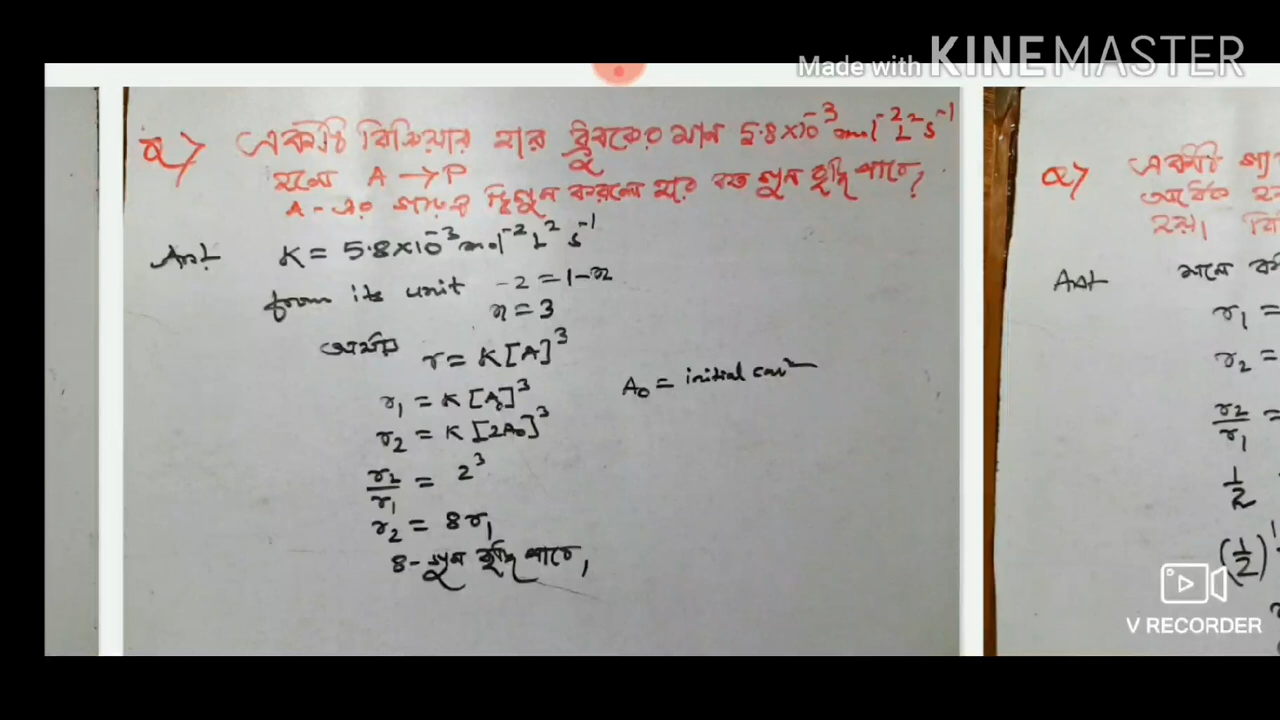 Made with KINEMASTER
Q> একটি বিক্রিয়ার হার ধ্রুবকের মান 5.8×10⁻³ mol⁻² L² s⁻¹
হলে A → P
A-এর গাঢ়ত্ব দ্বিগুন করলে হার কত গুন বৃদ্ধি পাবে?
Ans K = 5.8×10⁻³ mol⁻² L² s⁻¹
from its unit -2 = 1-n
n = 3
অর্থাৎ r = K[A]³
r₁ = K[A₀]³ A₀ = initial
r₂ = K[2A₀]³
r₂/r₁ = 2³
r₂ = 8r₁
8-গুন বৃদ্ধি পাবে,
Q> একটি
অর্ধেক
হয়।
Ans মনে
r₁ =
r₂ =
r₂/r₁ =
1/2
(1/2)
V RECORDER